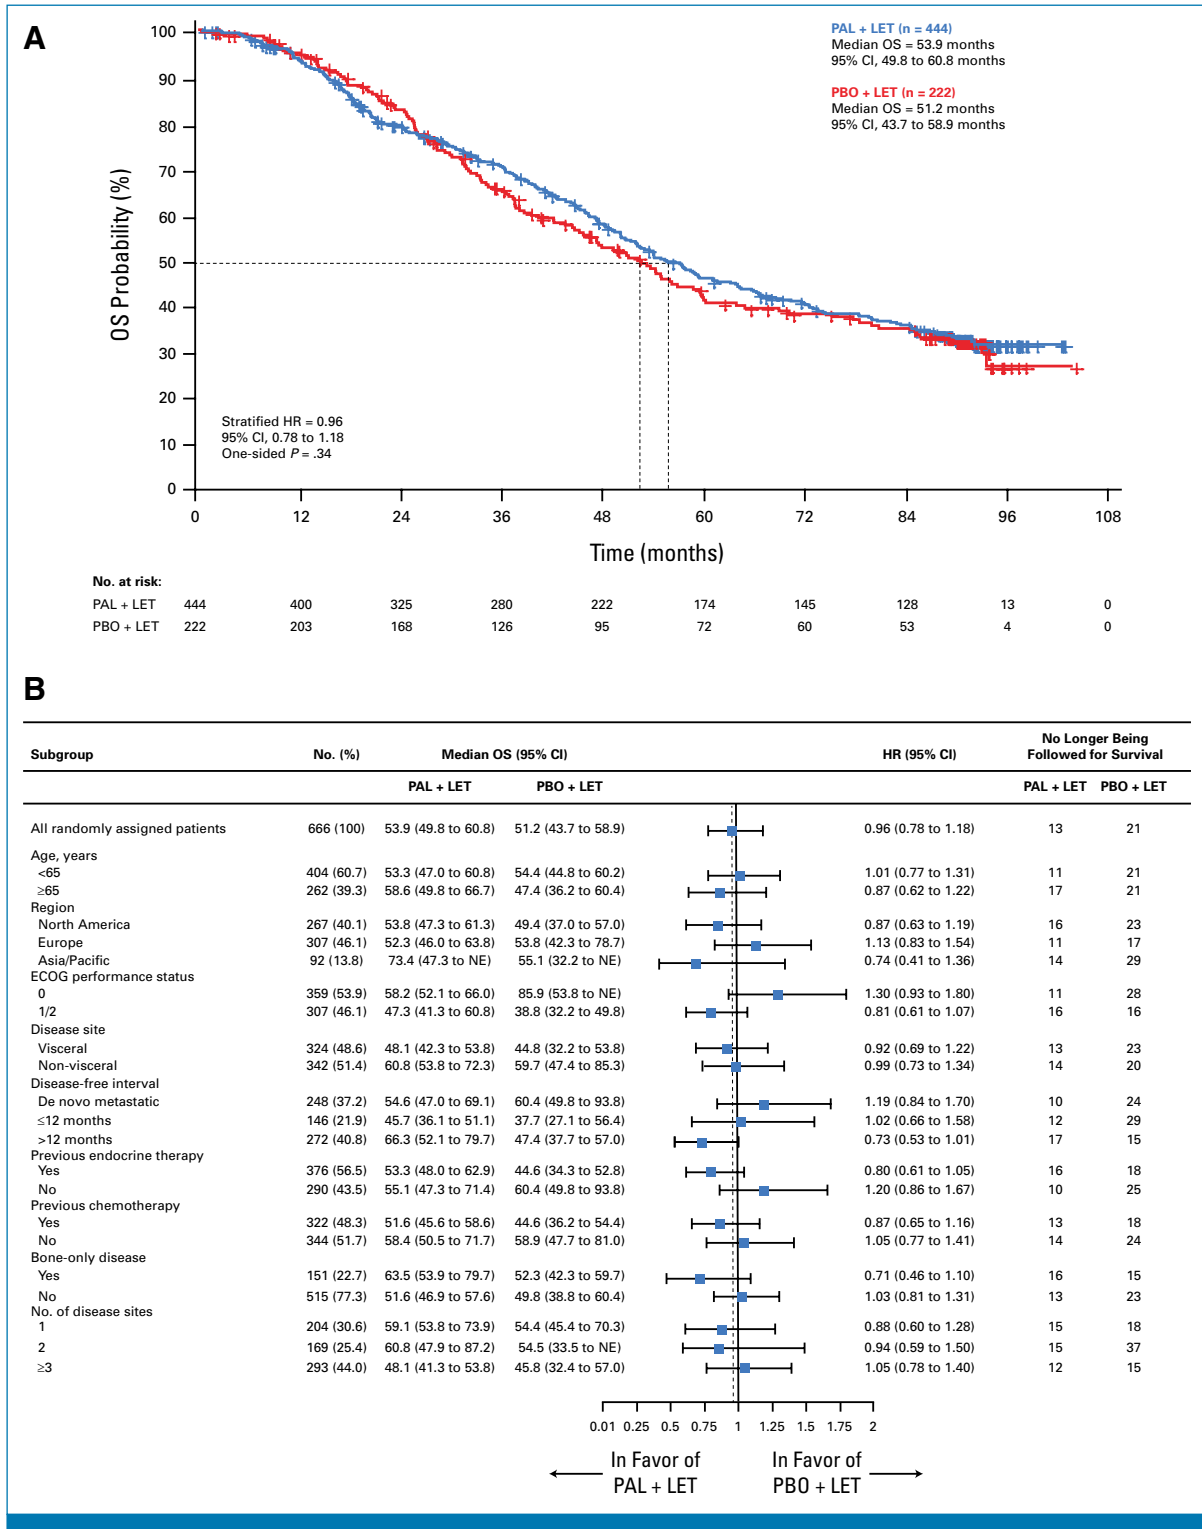 A
PAL + LET (n = 444)
Median OS = 53.9 months
95% CI, 49.8 to 60.8 months
PBO + LET (n = 222)
Median OS = 51.2 months
95% CI, 43.7 to 58.9 months
OS Probability (%)
100
90
80
70
60
50
40
30
20
10
0
Stratified HR = 0.96
95% CI, 0.78 to 1.18
One-sided P = .34
0 12 24 36 48 60 72 84 96 108
Time (months)
No. at risk:
PAL + LET 444 400 325 280 222 174 145 128 13 0
PBO + LET 222 203 168 126 95 72 60 53 4 0
B
Subgroup No. (%) Median OS (95% CI) HR (95% CI) No Longer Being Followed for Survival
PAL + LET PBO + LET PAL + LET PBO + LET
All randomly assigned patients 666 (100) 53.9 (49.8 to 60.8) 51.2 (43.7 to 58.9) 0.96 (0.78 to 1.18) 13 21
Age, years
<65 404 (60.7) 53.3 (47.0 to 60.8) 54.4 (44.8 to 60.2) 1.01 (0.77 to 1.31) 11 21
≥65 262 (39.3) 58.6 (49.8 to 66.7) 47.4 (36.2 to 60.4) 0.87 (0.62 to 1.22) 17 21
Region
North America 267 (40.1) 53.8 (47.3 to 61.3) 49.4 (37.0 to 57.0) 0.87 (0.63 to 1.19) 16 23
Europe 307 (46.1) 52.3 (46.0 to 63.8) 53.8 (42.3 to 78.7) 1.13 (0.83 to 1.54) 11 17
Asia/Pacific 92 (13.8) 73.4 (47.3 to NE) 55.1 (32.2 to NE) 0.74 (0.41 to 1.36) 14 29
ECOG performance status
0 359 (53.9) 58.2 (52.1 to 66.0) 85.9 (53.8 to NE) 1.30 (0.93 to 1.80) 11 28
1/2 307 (46.1) 47.3 (41.3 to 60.8) 38.8 (32.2 to 49.8) 0.81 (0.61 to 1.07) 16 16
Disease site
Visceral 324 (48.6) 48.1 (42.3 to 53.8) 44.8 (32.2 to 53.8) 0.92 (0.69 to 1.22) 13 23
Non-visceral 342 (51.4) 60.8 (53.8 to 72.3) 59.7 (47.4 to 85.3) 0.99 (0.73 to 1.34) 14 20
Disease-free interval
De novo metastatic 248 (37.2) 54.6 (47.0 to 69.1) 60.4 (49.8 to 93.8) 1.19 (0.84 to 1.70) 10 24
≤12 months 146 (21.9) 45.7 (36.1 to 51.1) 37.7 (27.1 to 56.4) 1.02 (0.66 to 1.58) 12 29
>12 months 272 (40.8) 66.3 (52.1 to 79.7) 47.4 (37.7 to 57.0) 0.73 (0.53 to 1.01) 17 15
Previous endocrine therapy
Yes 376 (56.5) 53.3 (48.0 to 62.9) 44.6 (34.3 to 52.8) 0.80 (0.61 to 1.05) 16 18
No 290 (43.5) 55.1 (47.3 to 71.4) 60.4 (49.8 to 93.8) 1.20 (0.86 to 1.67) 10 25
Previous chemotherapy
Yes 322 (48.3) 51.6 (45.6 to 58.6) 44.6 (36.2 to 54.4) 0.87 (0.65 to 1.16) 13 18
No 344 (51.7) 58.4 (50.5 to 71.7) 58.9 (47.7 to 81.0) 1.05 (0.77 to 1.41) 14 24
Bone-only disease
Yes 151 (22.7) 63.5 (53.9 to 79.7) 52.3 (42.3 to 59.7) 0.71 (0.46 to 1.10) 16 15
No 515 (77.3) 51.6 (46.9 to 57.6) 49.8 (38.8 to 60.4) 1.03 (0.81 to 1.31) 13 23
No. of disease sites
1 204 (30.6) 59.1 (53.8 to 73.9) 54.4 (45.4 to 70.3) 0.88 (0.60 to 1.28) 15 18
2 169 (25.4) 60.8 (47.9 to 87.2) 54.5 (33.5 to NE) 0.94 (0.59 to 1.50) 15 37
≥3 293 (44.0) 48.1 (41.3 to 53.8) 45.8 (32.4 to 57.0) 1.05 (0.78 to 1.40) 12 15
0.01 0.25 0.5 0.75 1 1.25 1.5 1.75 2
In Favor of PAL + LET
In Favor of PBO + LET